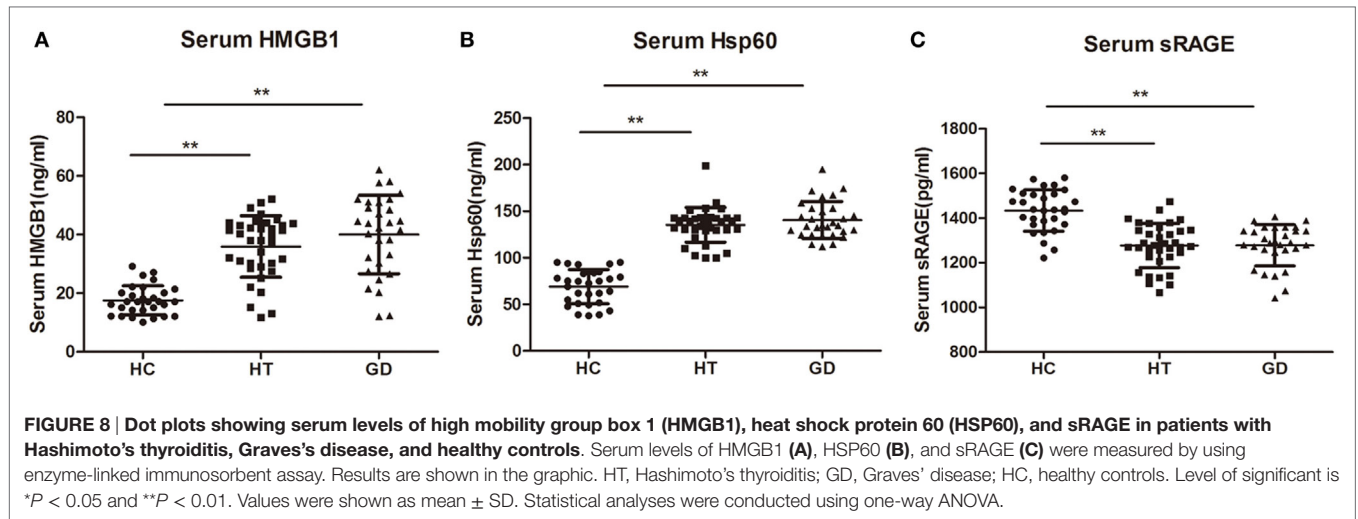 A
Serum HMGB1
**
**
Serum HMGB1(ng/ml)
80
60
40
20
0
HC HT GD
B
Serum Hsp60
**
**
Serum Hsp60(ng/ml)
250
200
150
100
50
0
HC HT GD
C
Serum sRAGE
**
**
Serum sRAGE(pg/ml)
1800
1600
1400
1200
1000
800
HC HT GD
FIGURE 8 | Dot plots showing serum levels of high mobility group box 1 (HMGB1), heat shock protein 60 (HSP60), and sRAGE in patients with
Hashimoto's thyroiditis, Graves's disease, and healthy controls. Serum levels of HMGB1 (A), HSP60 (B), and sRAGE (C) were measured by using
enzyme-linked immunosorbent assay. Results are shown in the graphic. HT, Hashimoto's thyroiditis; GD, Graves' disease; HC, healthy controls. Level of significant is
*P < 0.05 and **P < 0.01. Values were shown as mean ± SD. Statistical analyses were conducted using one-way ANOVA.